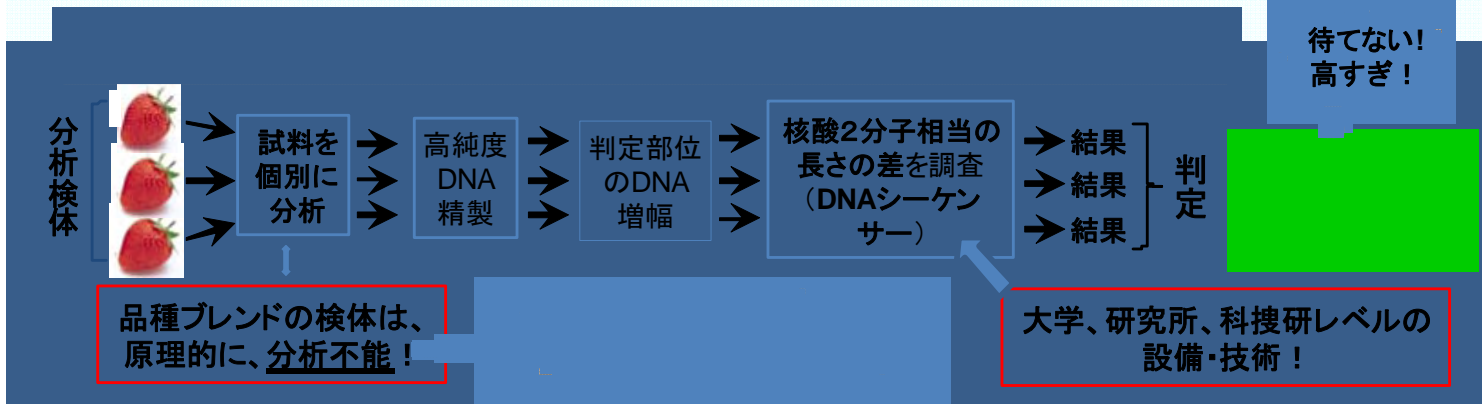 待てない!
高すぎ！
分析検体
試料を
個別に
分析
高純度
DNA
精製
判定部位
のDNA
増幅
核酸２分子相当の
長さの差を調査
（DNAシーケン
サー）
結果
結果
結果
判定
品種ブレンドの検体は、
原理的に、分析不能！
大学、研究所、科捜研レベルの
設備・技術！